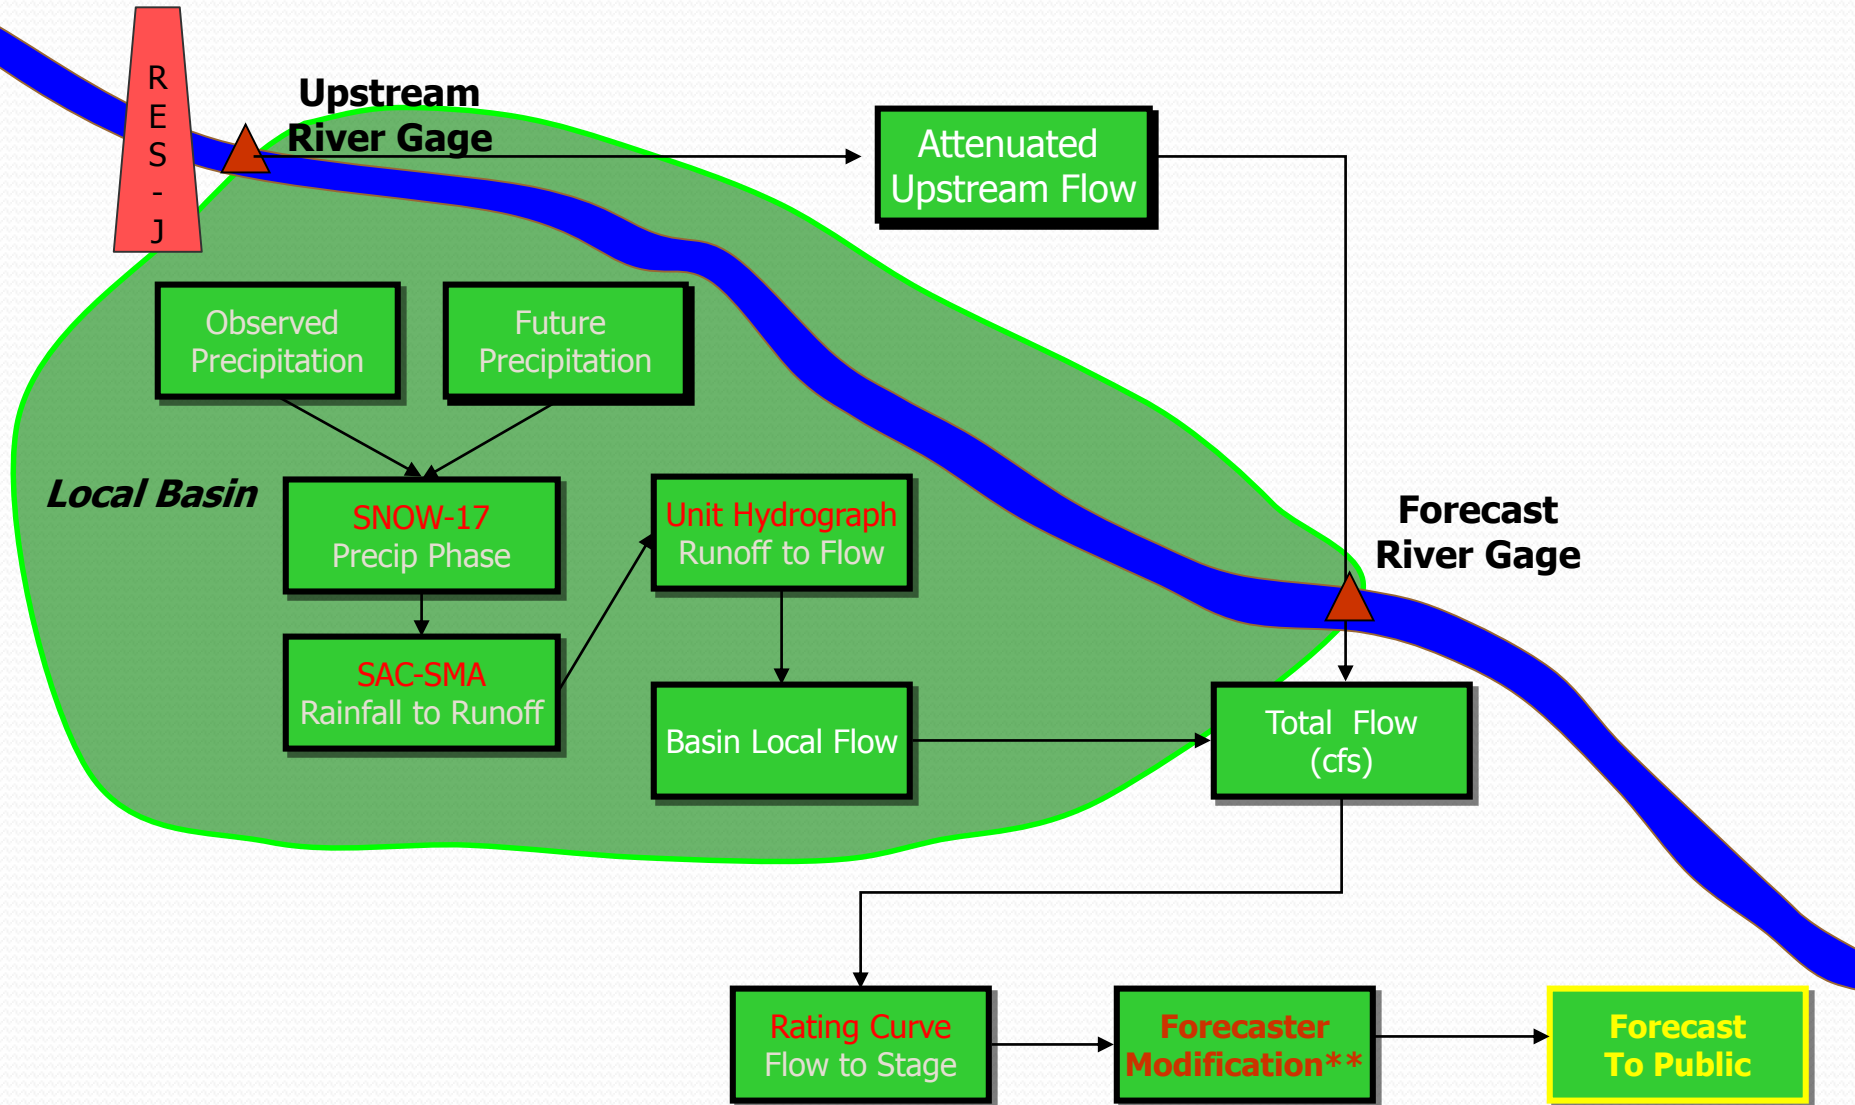 R
E
S
-
J
Upstream
River Gage
Attenuated
Upstream Flow
Observed
Precipitation
Future
Precipitation
Local Basin
SNOW-17
Precip Phase
Unit Hydrograph
Runoff to Flow
Forecast
River Gage
SAC-SMA
Rainfall to Runoff
Basin Local Flow
Total Flow
(cfs)
Rating Curve
Flow to Stage
Forecaster
Modification**
Forecast
To Public